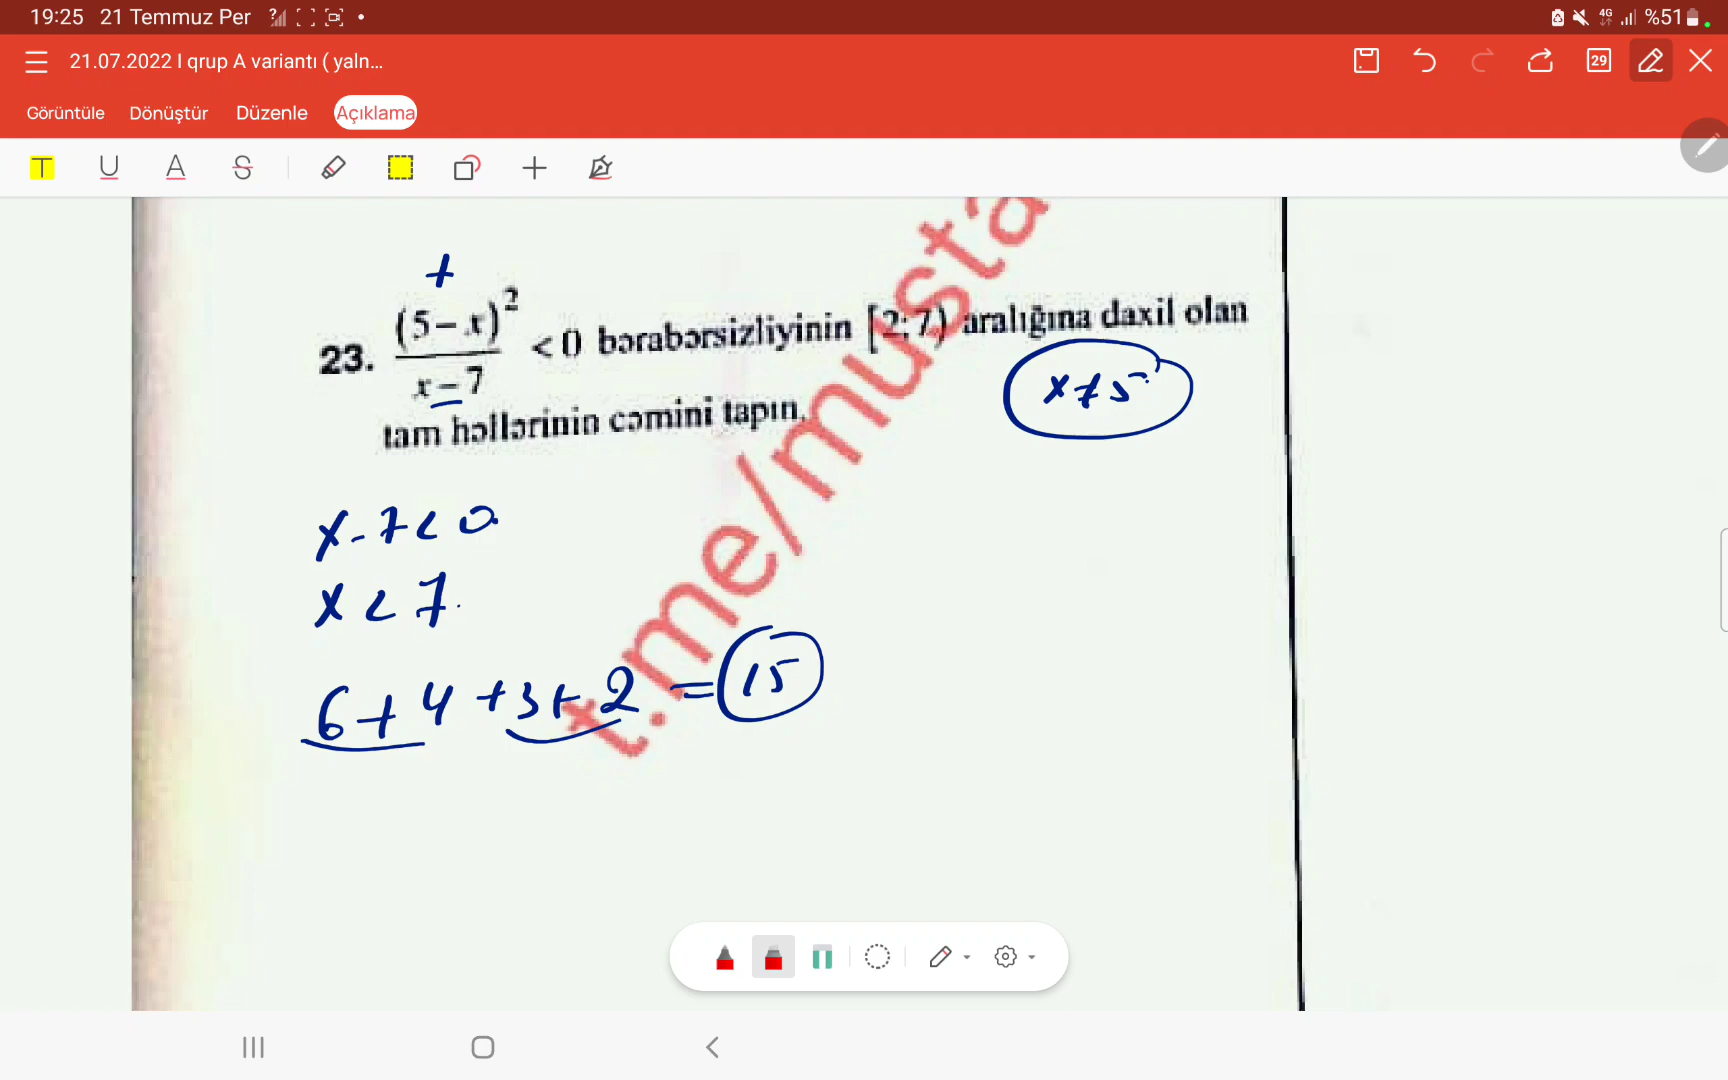 19:25 21 Temmuz Per
4G %51
21.07.2022 I qrup A variantı ( yaln...
29
Görüntüle Dönüştür Düzenle Açıklama
T U A S
+
23. (5-x)² / x-7 < 0 bərabərsizliyinin [2; 7) aralığına daxil olan
x≠5
tam həllərinin cəmini tapın.
t.me/musta
x-7<0
x<7
6+4+3+2=15